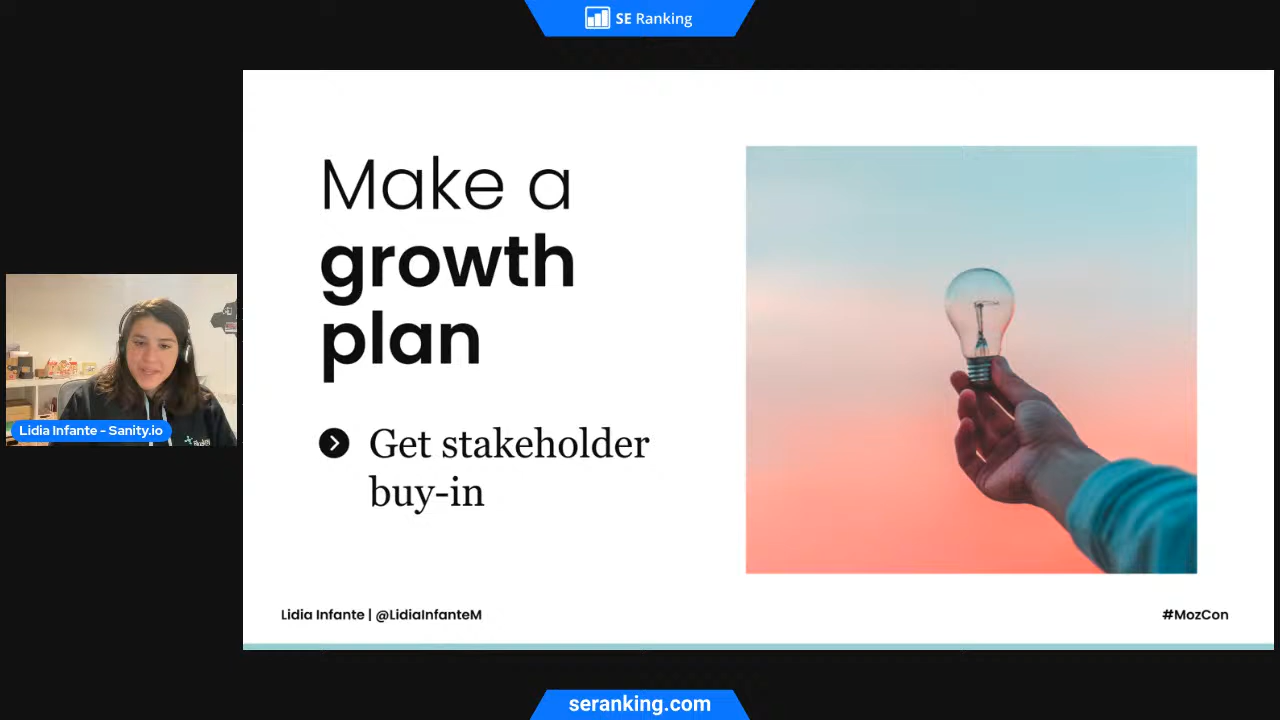 SE Ranking
Make a
growth
plan
Get stakeholder
buy-in
Lidia Infante - Sanity.io
Lidia Infante | @LidiaInfanteM
#MozCon
seranking.com